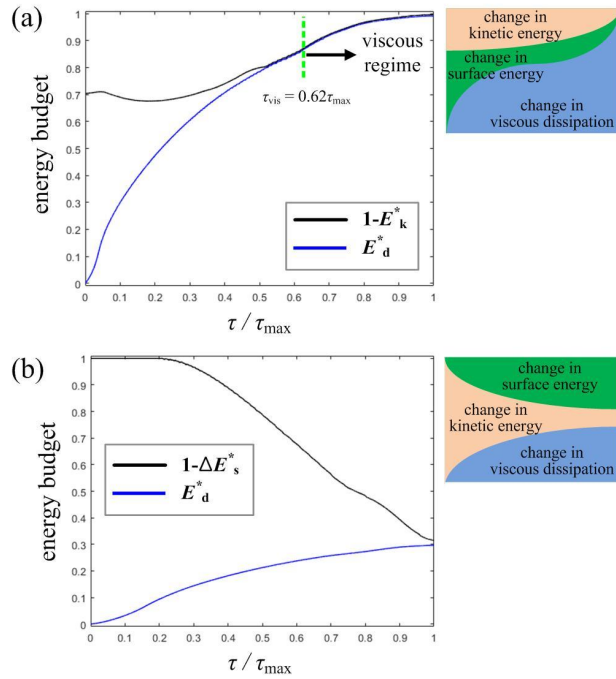 (a)
energy budget
1
0.9
0.8
0.7
0.6
0.5
0.4
0.3
0.2
0.1
0
viscous
regime
τvis = 0.62τmax
1-E*k
E*d
0 0.1 0.2 0.3 0.4 0.5 0.6 0.7 0.8 0.9 1
τ / τmax
change in
kinetic energy
change in
surface energy
change in
viscous dissipation
(b)
energy budget
1
0.9
0.8
0.7
0.6
0.5
0.4
0.3
0.2
0.1
0
1-ΔE*s
E*d
0 0.1 0.2 0.3 0.4 0.5 0.6 0.7 0.8 0.9 1
τ / τmax
change in
surface energy
change in
kinetic energy
change in
viscous dissipation